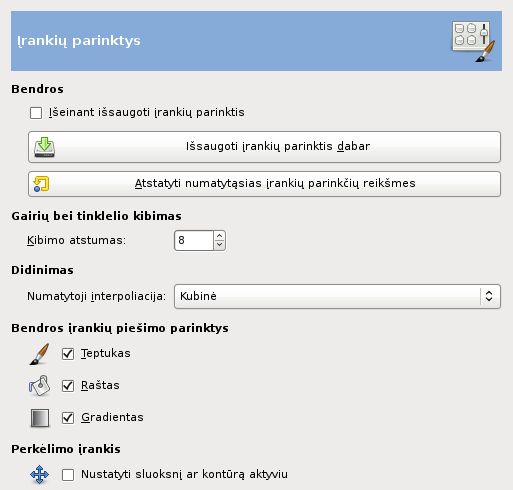 Įrankių parinktys
Bendros
Išeinant išsaugoti įrankių parinktis
Išsaugoti įrankių parinktis dabar
Atstatyti numatytąsias įrankių parinkčių reikšmes
Gairių bei tinklelio kibimas
Kibimo atstumas: 8
Didinimas
Numatytoji interpoliacija: Kubinė
Bendros įrankių piešimo parinktys
Teptukas
Raštas
Gradientas
Perkėlimo įrankis
Nustatyti sluoksnį ar kontūrą aktyviu